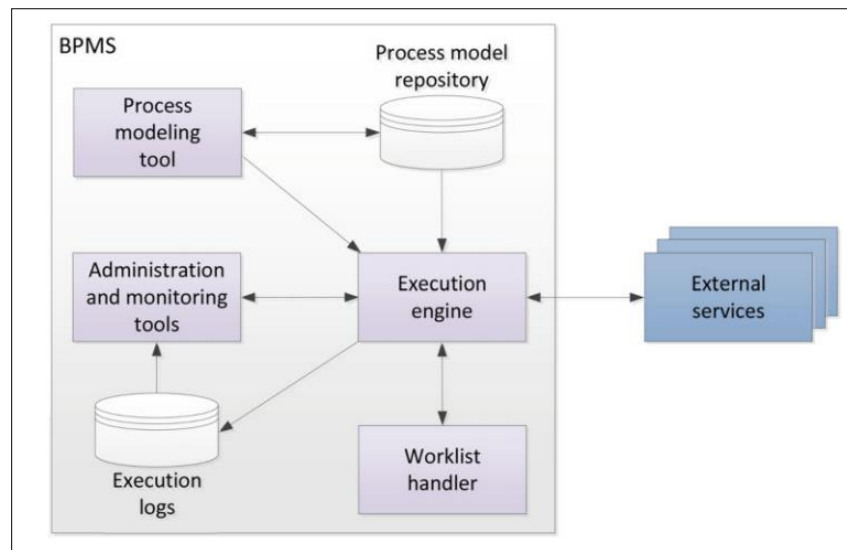 BPMS
Process model
repository
Process
modeling
tool
Administration
and monitoring
tools
Execution
engine
External
services
Execution
logs
Worklist
handler